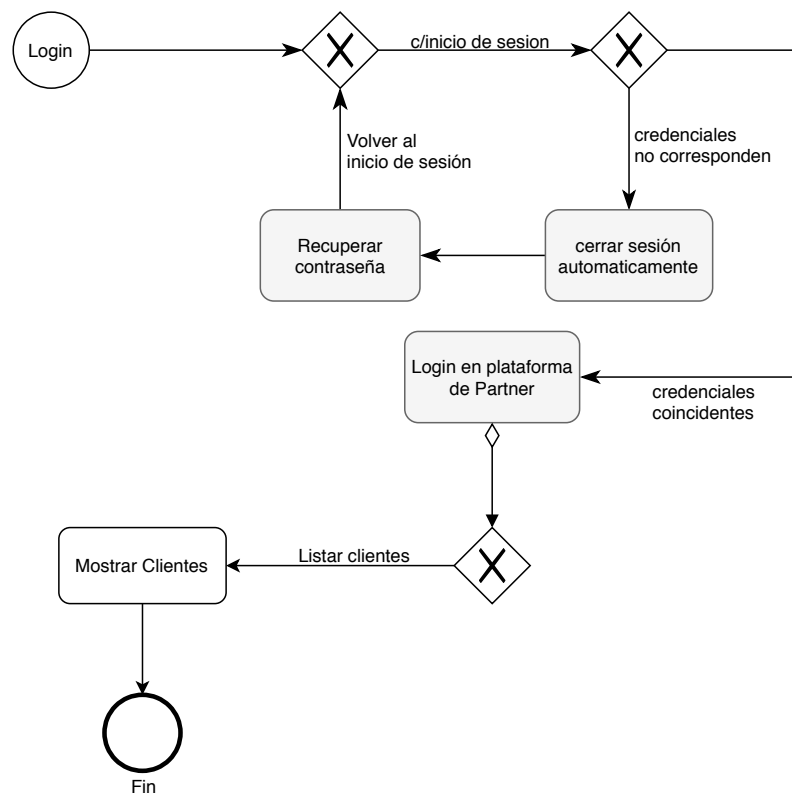 Login
c/inicio de sesion
Volver al
inicio de sesión
credenciales
no corresponden
Recuperar
contraseña
cerrar sesión
automaticamente
Login en plataforma
de Partner
credenciales
coincidentes
Listar clientes
Mostrar Clientes
Fin